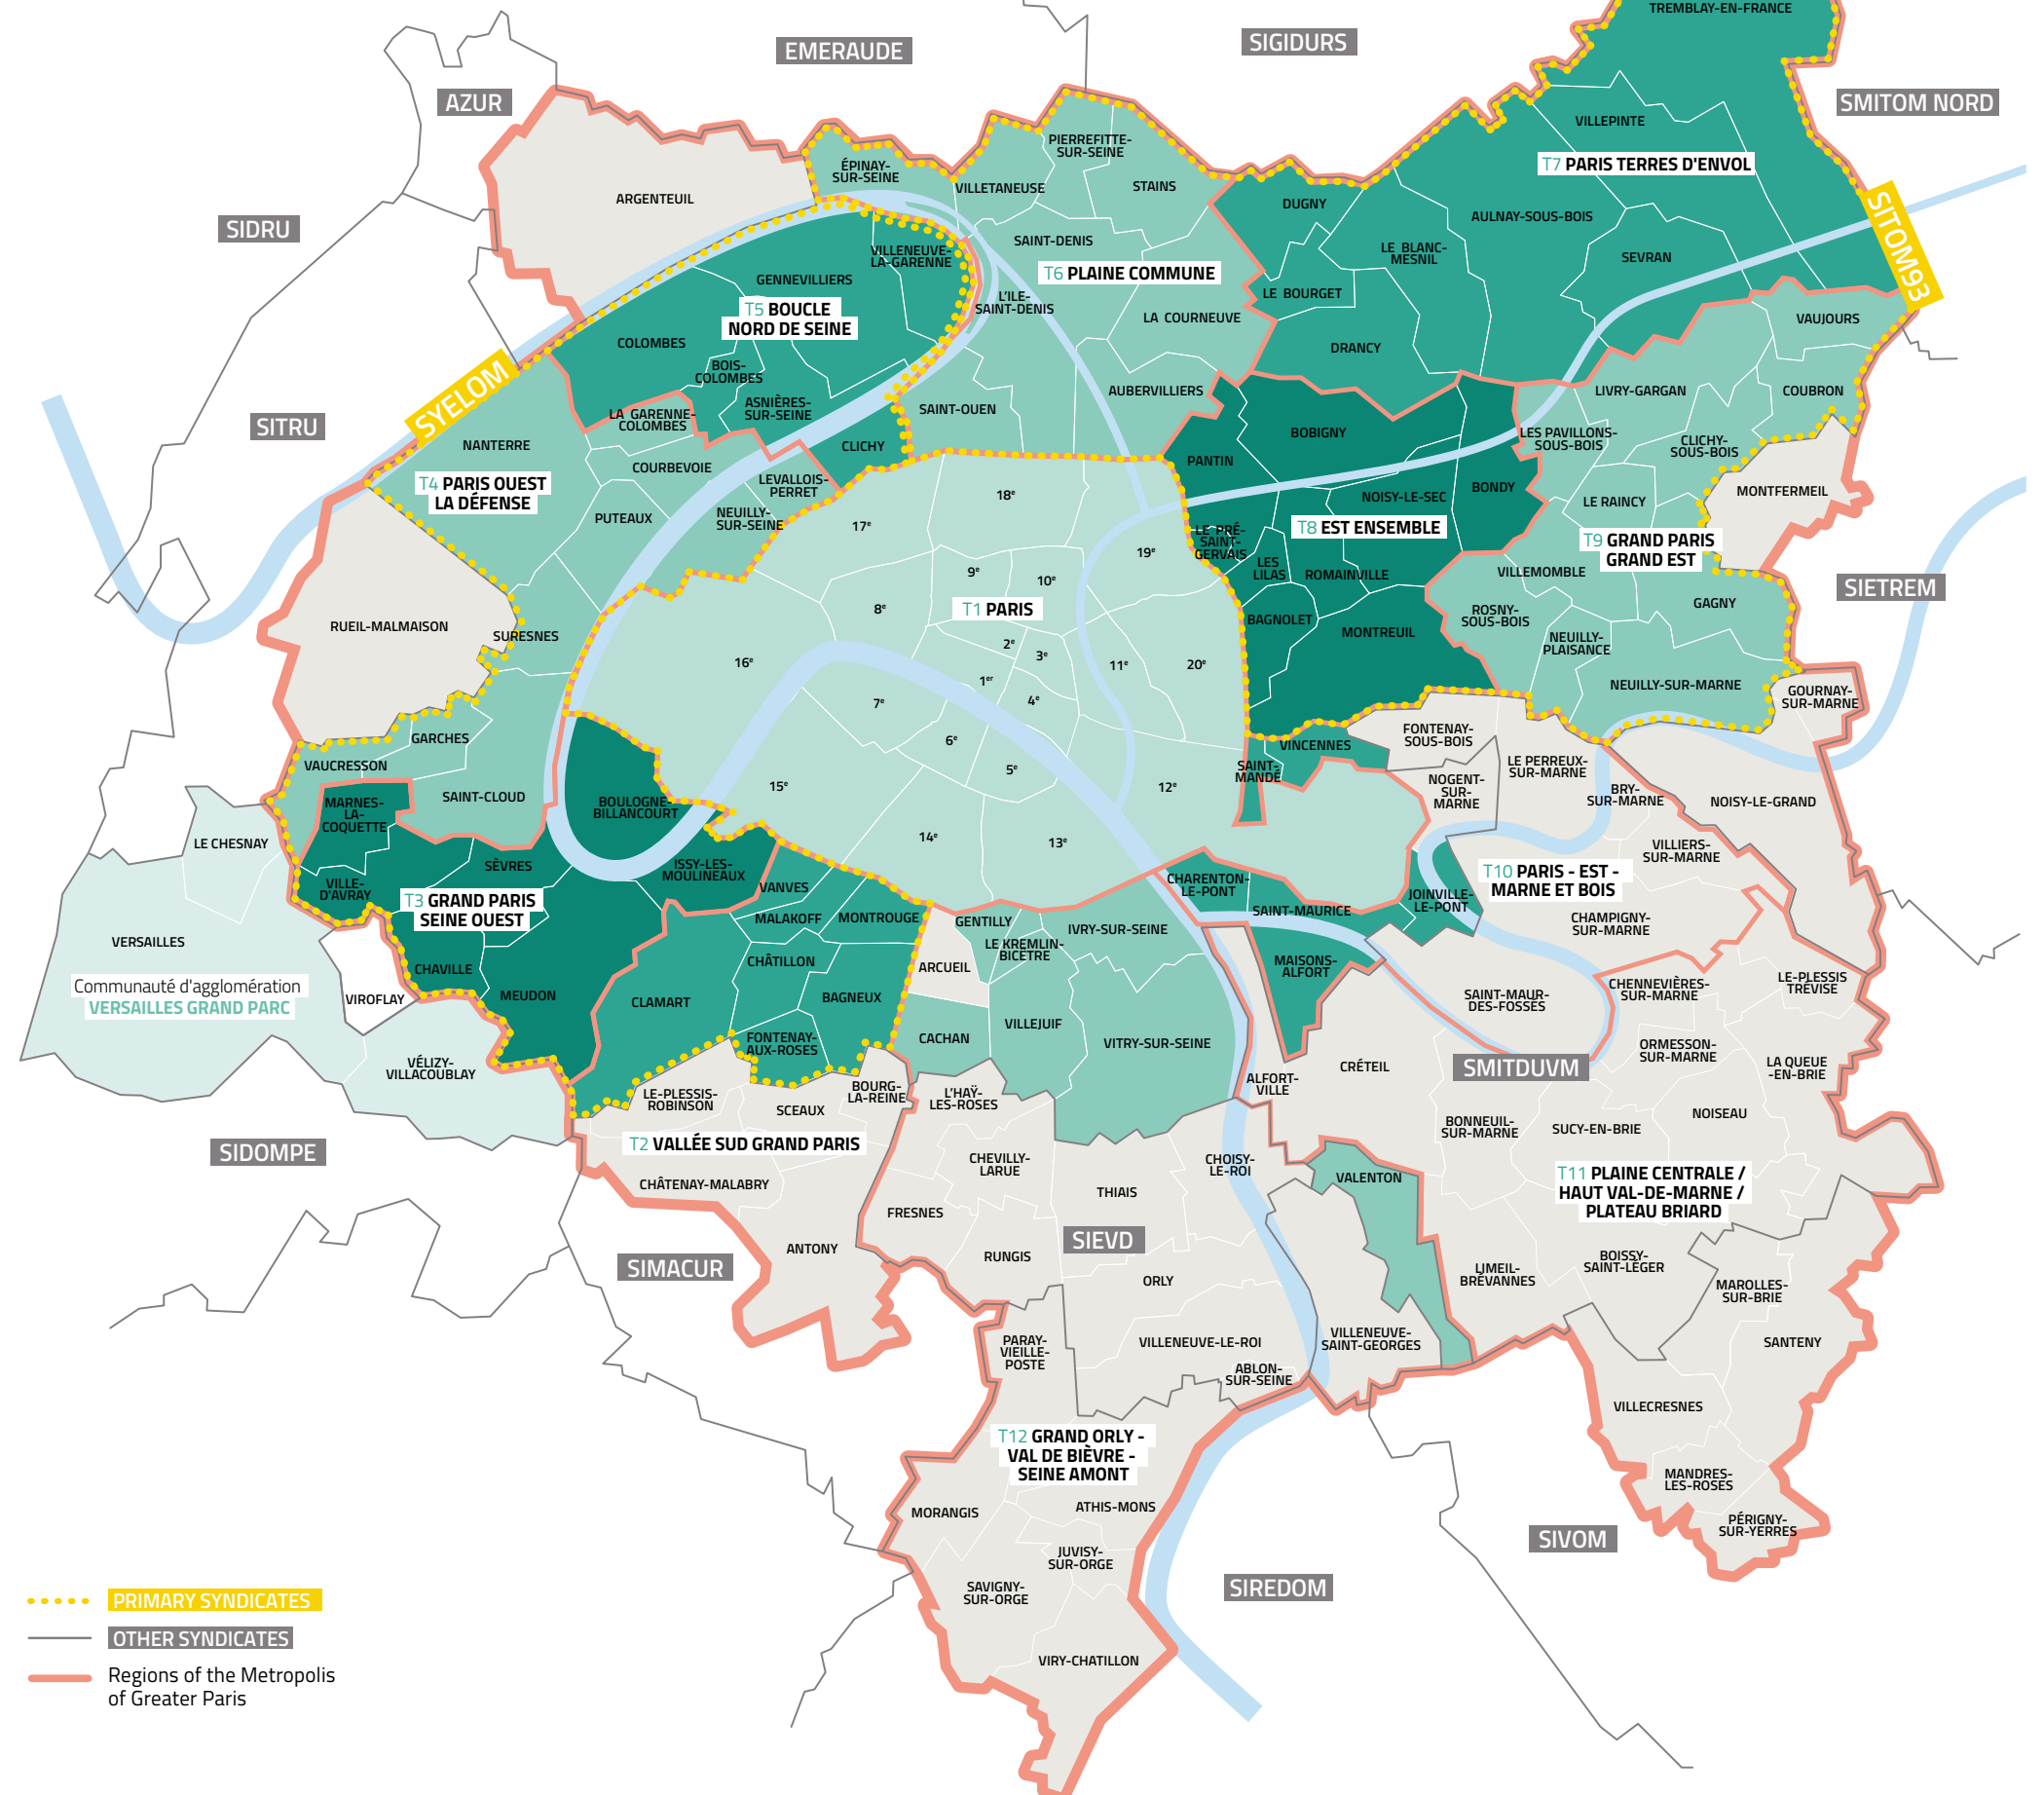 TREMBLAY-EN-FRANCE
EMERAUDE
SIGIDURS
AZUR
SMITOM NORD
VILLEPINTE
T7 PARIS TERRES D'ENVOL
PIERREFITTE-
SUR-SEINE
ÉPINAY-
SUR-SEINE
VILLETANEUSE
STAINS
ARGENTEUIL
DUGNY
AULNAY-SOUS-BOIS
SITOM93
SIDRU
SAINT-DENIS
VILLENEUVE-
LA-GARENNE
LE BLANC-
MESNIL
SEVRAN
T6 PLAINE COMMUNE
GENNEVILLIERS
L'ILE-
SAINT-DENIS
LE BOURGET
T5 BOUCLE
NORD DE SEINE
LA COURNEUVE
VAUJOURS
COLOMBES
DRANCY
BOIS-
COLOMBES
AUBERVILLIERS
LIVRY-GARGAN
COUBRON
SYELOM
SITRU
LA GARENNE-
COLOMBES
ASNIÈRES-
SUR-SEINE
SAINT-OUEN
NANTERRE
CLICHY
BOBIGNY
LES PAVILLONS-
SOUS-BOIS
CLICHY-
SOUS-BOIS
PANTIN
COURBEVOIE
T4 PARIS OUEST
LA DÉFENSE
LEVALLOIS-
PERRET
18e
NOISY-LE-SEC
BONDY
MONTFERMEIL
LE RAINCY
PUTEAUX
NEUILLY-
SUR-SEINE
17e
T8 EST ENSEMBLE
LE PRÉ-
SAINT-
GERVAIS
T9 GRAND PARIS
GRAND EST
19e
9e
10e
LES
LILAS
ROMAINVILLE
VILLEMOMBLE
SIETREM
8e
T1 PARIS
GAGNY
ROSNY-
SOUS-BOIS
BAGNOLET
MONTREUIL
RUEIL-MALMAISON
SURESNES
2e
3e
NEUILLY-
PLAISANCE
16e
11e
20e
1er
NEUILLY-SUR-MARNE
GOURNAY-
SUR-MARNE
7e
4e
GARCHES
6e
VINCENNES
FONTENAY-
SOUS-BOIS
VAUCRESSON
5e
SAINT-
MANDÉ
LE PERREUX-
SUR-MARNE
15e
12e
NOGENT-
SUR-
MARNE
BRY-
SUR-MARNE
NOISY-LE-GRAND
MARNES-
LA-
COQUETTE
SAINT-CLOUD
BOULOGNE-
BILLANCOURT
LE CHESNAY
14e
13e
VILLIERS-
SUR-MARNE
SÈVRES
ISSY-LES-
MOULINEAUX
T10 PARIS - EST -
MARNE ET BOIS
VILLE-
D'AVRAY
VANVES
CHARENTON-
LE-PONT
JOINVILLE-
LE-PONT
T3 GRAND PARIS
SEINE OUEST
MALAKOFF
MONTROUGE
GENTILLY
SAINT-MAURICE
CHAMPIGNY-
SUR-MARNE
VERSAILLES
LE KREMLIN-
BICETRE
IVRY-SUR-SEINE
CHAVILLE
CHÂTILLON
ARCUEIL
MAISONS-
ALFORT
Communauté d'agglomération
VERSAILLES GRAND PARC
VIROFLAY
MEUDON
CLAMART
BAGNEUX
SAINT-MAUR-
DES-FOSSÉS
CHENNEVIÈRES-
SUR-MARNE
LE-PLESSIS
TRÉVISE
VILLEJUIF
VITRY-SUR-SEINE
FONTENAY-
AUX-ROSES
CACHAN
VÉLIZY-
VILLACOUBLAY
CRÉTEIL
SMITDUVM
ORMESSON-
SUR-MARNE
LA QUEUE
-EN-BRIE
ALFORT-
VILLE
LE-PLESSIS-
ROBINSON
SCEAUX
BOURG-
LA-REINE
L'HAŸ-
LES-ROSES
NOISEAU
BONNEUIL-
SUR-MARNE
SUCY-EN-BRIE
SIDOMPE
T2 VALLÉE SUD GRAND PARIS
CHEVILLY-
LARUE
CHOISY-
LE-ROI
VALENTON
T11 PLAINE CENTRALE /
HAUT VAL-DE-MARNE /
PLATEAU BRIARD
CHÂTENAY-MALABRY
THIAIS
FRESNES
SIEVD
ANTONY
SIMACUR
RUNGIS
ORLY
LIMEIL-
BRÉVANNES
BOISSY-
SAINT-LÉGER
MAROLLES-
SUR-BRIE
PARAY-
VIEILLE-
POSTE
VILLENEUVE-LE-ROI
VILLENEUVE-
SAINT-GEORGES
SANTENY
ABLON-
SUR-SEINE
VILLECRESNES
T12 GRAND ORLY -
VAL DE BIÈVRE -
SEINE AMONT
MANDRES-
LES-ROSES
MORANGIS
ATHIS-MONS
PÉRIGNY-
SUR-YERRES
SIVOM
JUVISY-
SUR-ORGE
SAVIGNY-
SUR-ORGE
SIREDOM
PRIMARY SYNDICATES
OTHER SYNDICATES
VIRY-CHATILLON
Regions of the Metropolis
of Greater Paris